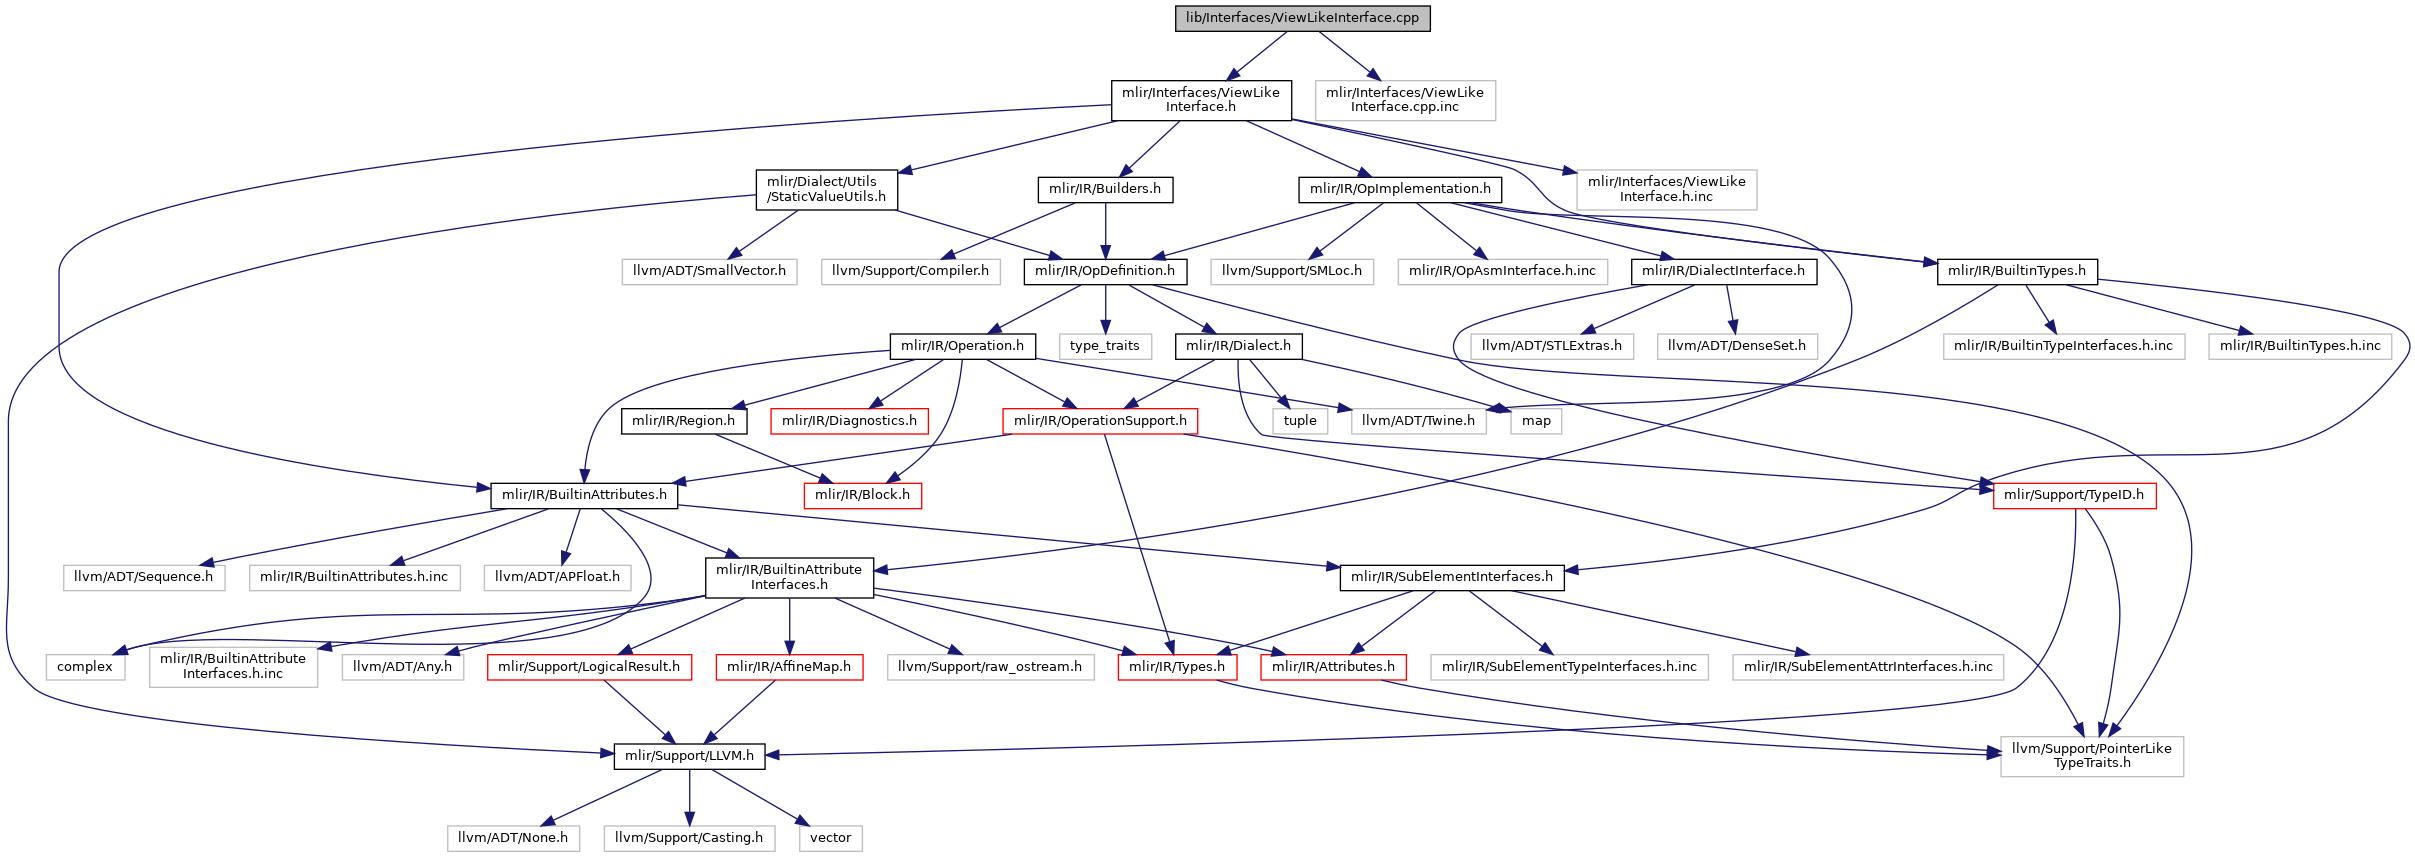 lib/Interfaces/ViewLikeInterface.cpp
mlir/Interfaces/ViewLike
Interface.h
mlir/Interfaces/ViewLike
Interface.cpp.inc
mlir/Dialect/Utils
/StaticValueUtils.h
mlir/IR/Builders.h
mlir/IR/OpImplementation.h
mlir/Interfaces/ViewLike
Interface.h.inc
llvm/ADT/SmallVector.h
llvm/Support/Compiler.h
mlir/IR/OpDefinition.h
llvm/Support/SMLoc.h
mlir/IR/OpAsmInterface.h.inc
mlir/IR/DialectInterface.h
mlir/IR/BuiltinTypes.h
mlir/IR/Operation.h
type_traits
mlir/IR/Dialect.h
llvm/ADT/STLExtras.h
llvm/ADT/DenseSet.h
mlir/IR/BuiltinTypeInterfaces.h.inc
mlir/IR/BuiltinTypes.h.inc
mlir/IR/Region.h
mlir/IR/Diagnostics.h
mlir/IR/OperationSupport.h
tuple
llvm/ADT/Twine.h
map
mlir/IR/BuiltinAttributes.h
mlir/IR/Block.h
mlir/Support/TypeID.h
llvm/ADT/Sequence.h
mlir/IR/BuiltinAttributes.h.inc
llvm/ADT/APFloat.h
mlir/IR/BuiltinAttribute
Interfaces.h
mlir/IR/SubElementInterfaces.h
complex
mlir/IR/BuiltinAttribute
Interfaces.h.inc
llvm/ADT/Any.h
mlir/Support/LogicalResult.h
mlir/IR/AffineMap.h
llvm/Support/raw_ostream.h
mlir/IR/Types.h
mlir/IR/Attributes.h
mlir/IR/SubElementTypeInterfaces.h.inc
mlir/IR/SubElementAttrInterfaces.h.inc
mlir/Support/LLVM.h
llvm/Support/PointerLike
TypeTraits.h
llvm/ADT/None.h
llvm/Support/Casting.h
vector